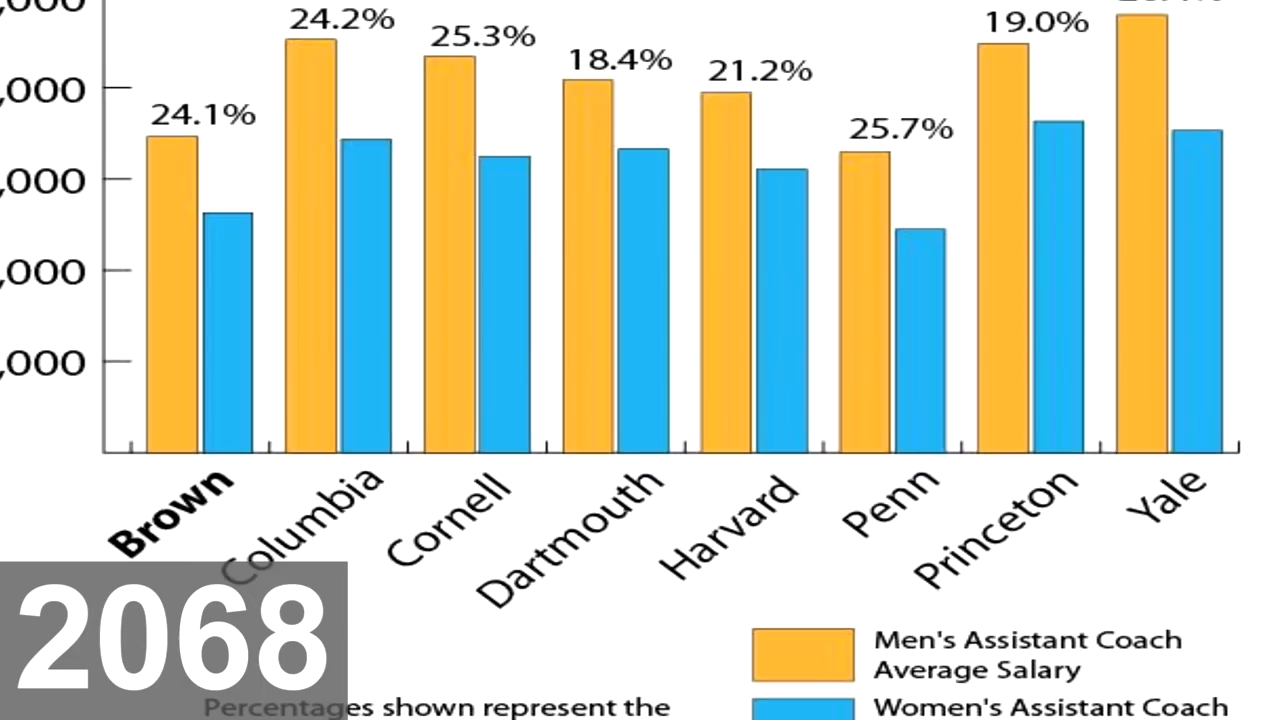 ,000
24.2%
25.3%
19.0%
18.4%
21.2%
,000
24.1%
25.7%
,000
,000
,000
Brown
Columbia
Cornell
Dartmouth
Harvard
Penn
Princeton
Yale
2068
Men's Assistant Coach
Average Salary
Women's Assistant Coach
Percentages shown represent the